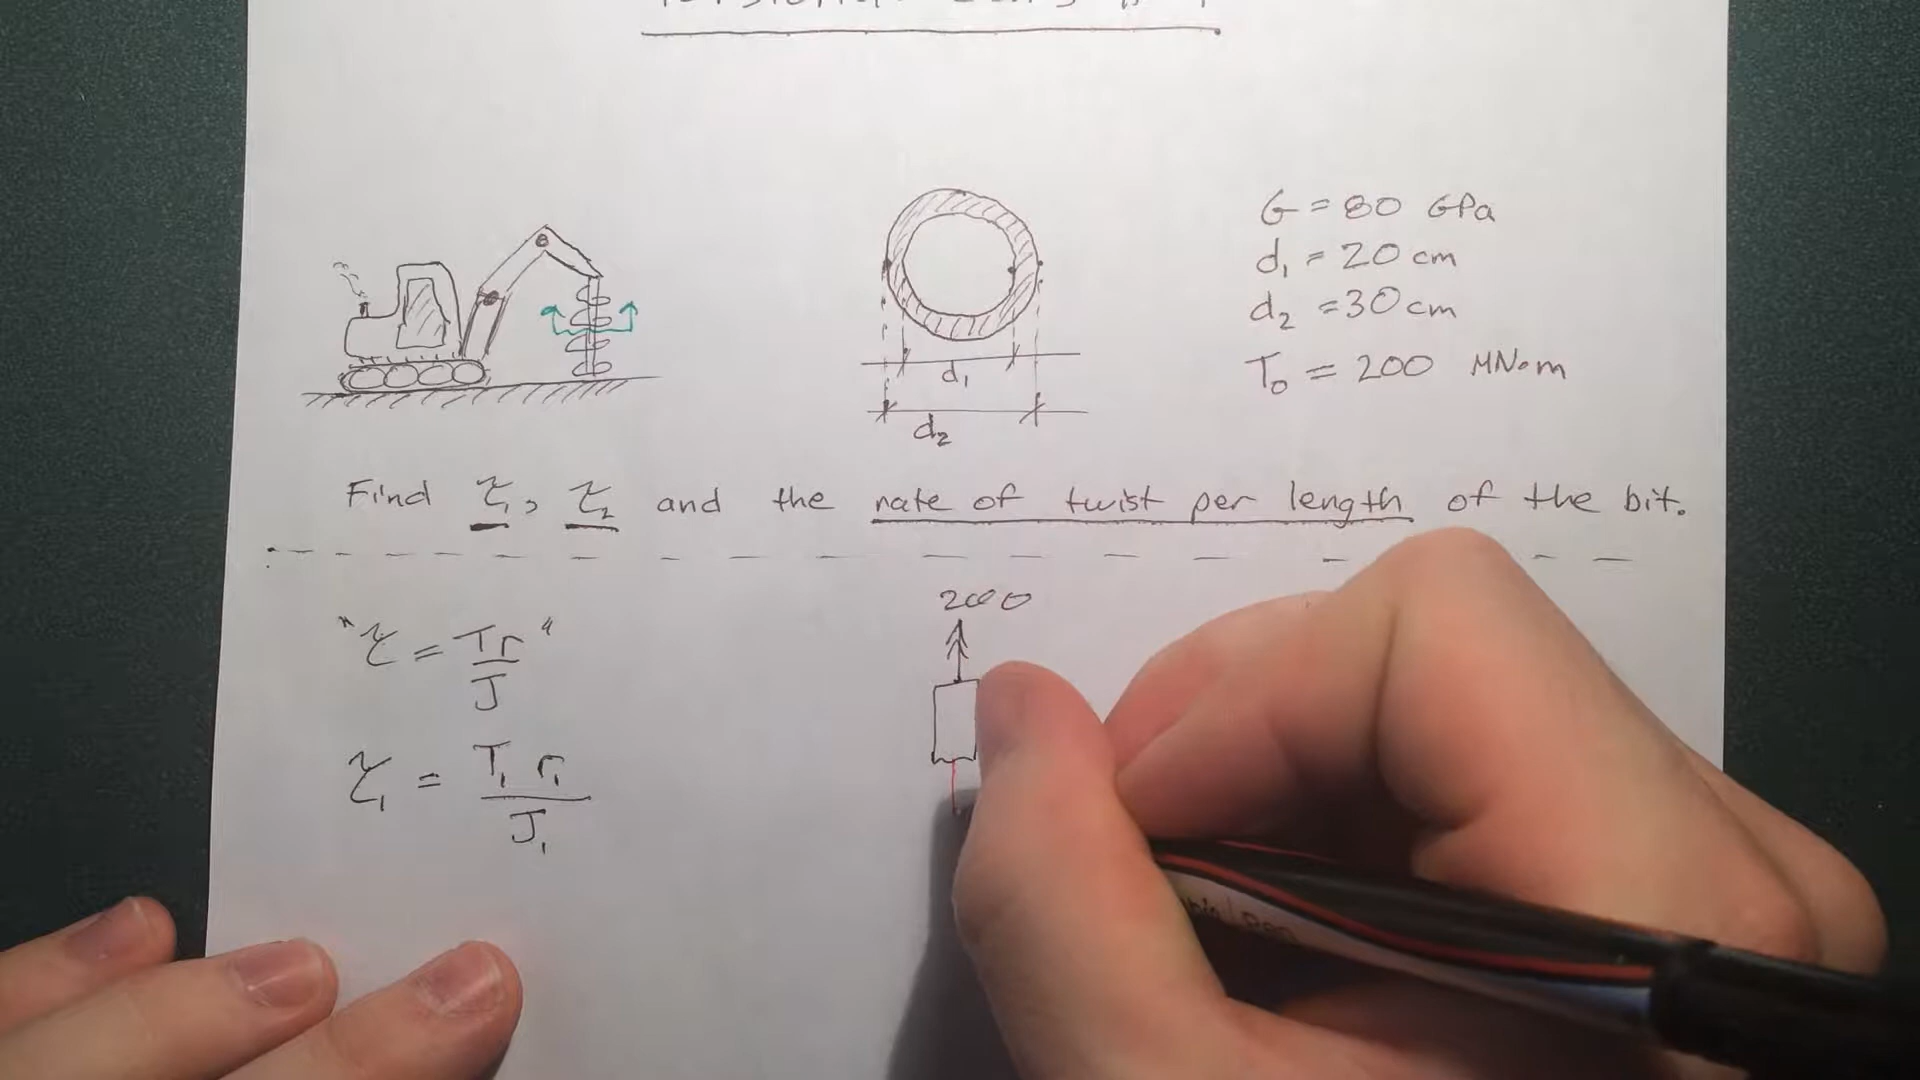 G = 80 GPa
d₁ = 20 cm
d₂ = 30 cm
T₀ = 200 MN·m
d₁
d₂
Find τ₁, τ₂ and the rate of twist per length of the bit.
200
"τ = Tr/J"
τ₁ = T₁ r₁/J₁